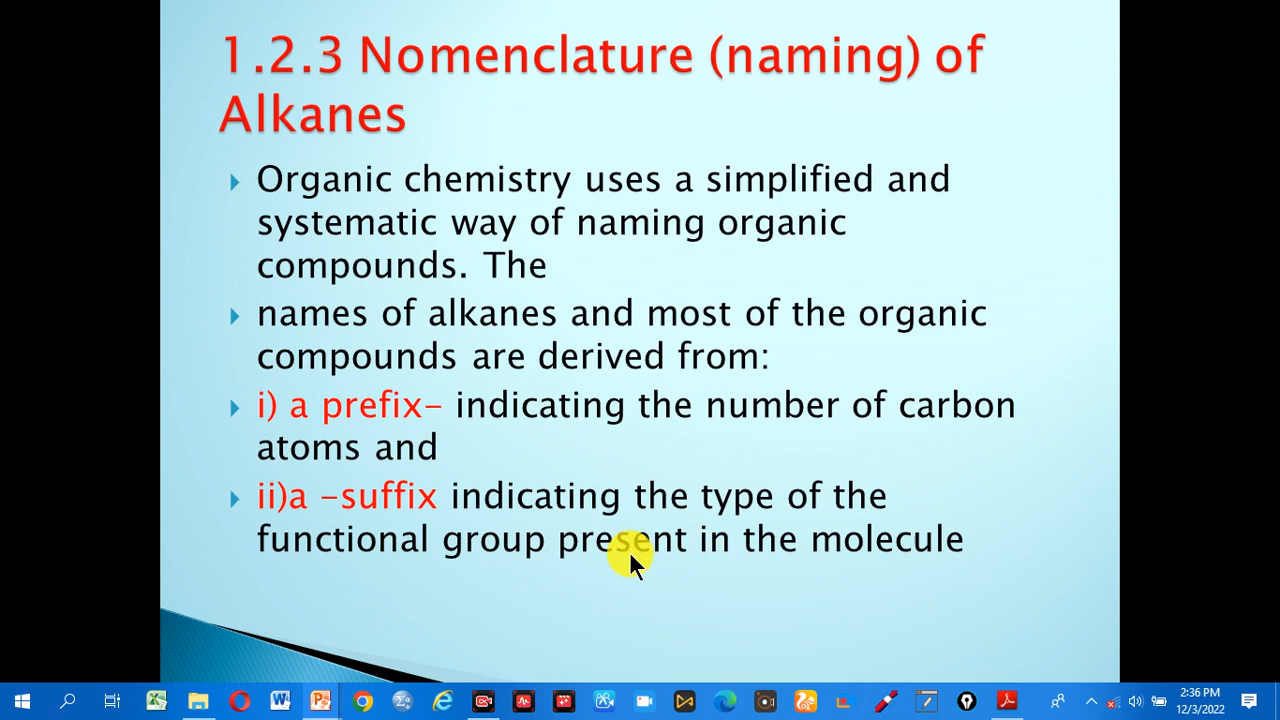 1.2.3 Nomenclature (naming) of
Alkanes
Organic chemistry uses a simplified and
systematic way of naming organic
compounds. The
names of alkanes and most of the organic
compounds are derived from:
i) a prefix- indicating the number of carbon
atoms and
ii)a -suffix indicating the type of the
functional group present in the molecule
2:36 PM
12/3/2022